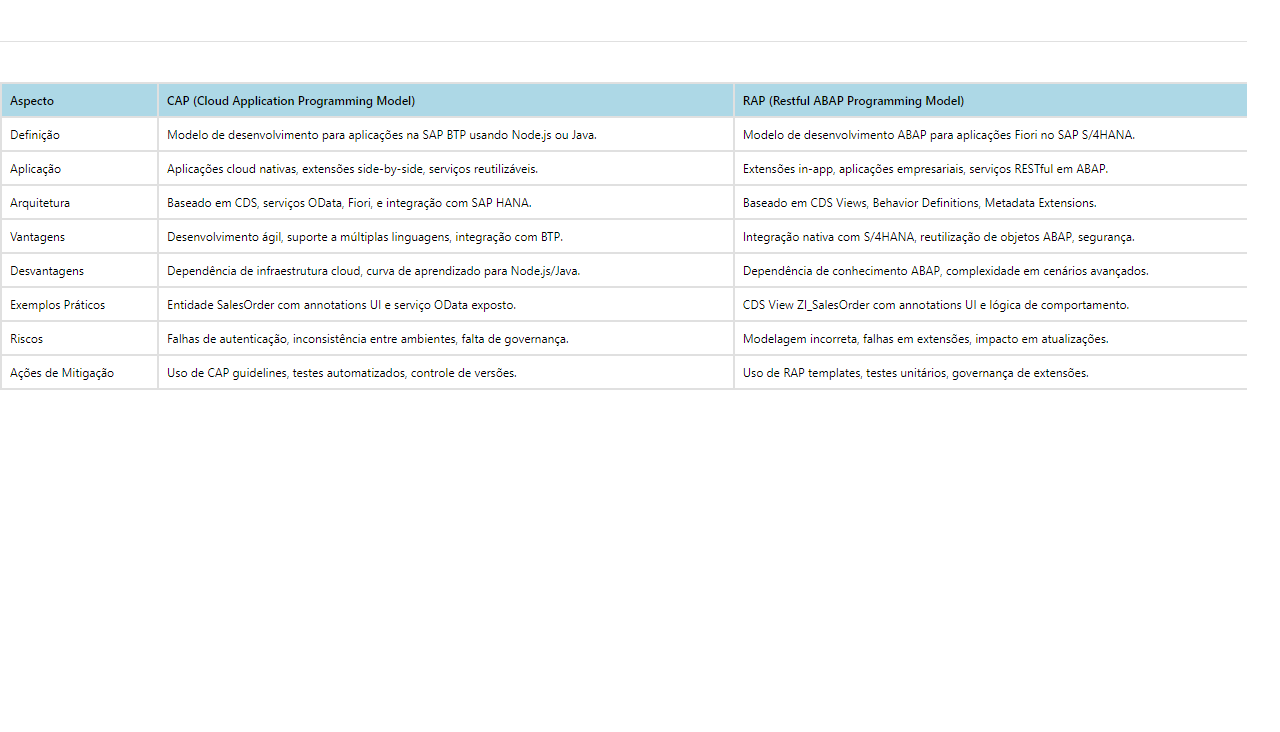 Aspecto CAP (Cloud Application Programming Model) RAP (Restful ABAP Programming Model)
Definição Modelo de desenvolvimento para aplicações na SAP BTP usando Node.js ou Java. Modelo de desenvolvimento ABAP para aplicações Fiori no SAP S/4HANA.
Aplicação Aplicações cloud nativas, extensões side-by-side, serviços reutilizáveis. Extensões in-app, aplicações empresariais, serviços RESTful em ABAP.
Arquitetura Baseado em CDS, serviços OData, Fiori, e integração com SAP HANA. Baseado em CDS Views, Behavior Definitions, Metadata Extensions.
Vantagens Desenvolvimento ágil, suporte a múltiplas linguagens, integração com BTP. Integração nativa com S/4HANA, reutilização de objetos ABAP, segurança.
Desvantagens Dependência de infraestrutura cloud, curva de aprendizado para Node.js/Java. Dependência de conhecimento ABAP, complexidade em cenários avançados.
Exemplos Práticos Entidade SalesOrder com annotations UI e serviço OData exposto. CDS View ZI_SalesOrder com annotations UI e lógica de comportamento.
Riscos Falhas de autenticação, inconsistência entre ambientes, falta de governança. Modelagem incorreta, falhas em extensões, impacto em atualizações.
Ações de Mitigação Uso de CAP guidelines, testes automatizados, controle de versões. Uso de RAP templates, testes unitários, governança de extensões.